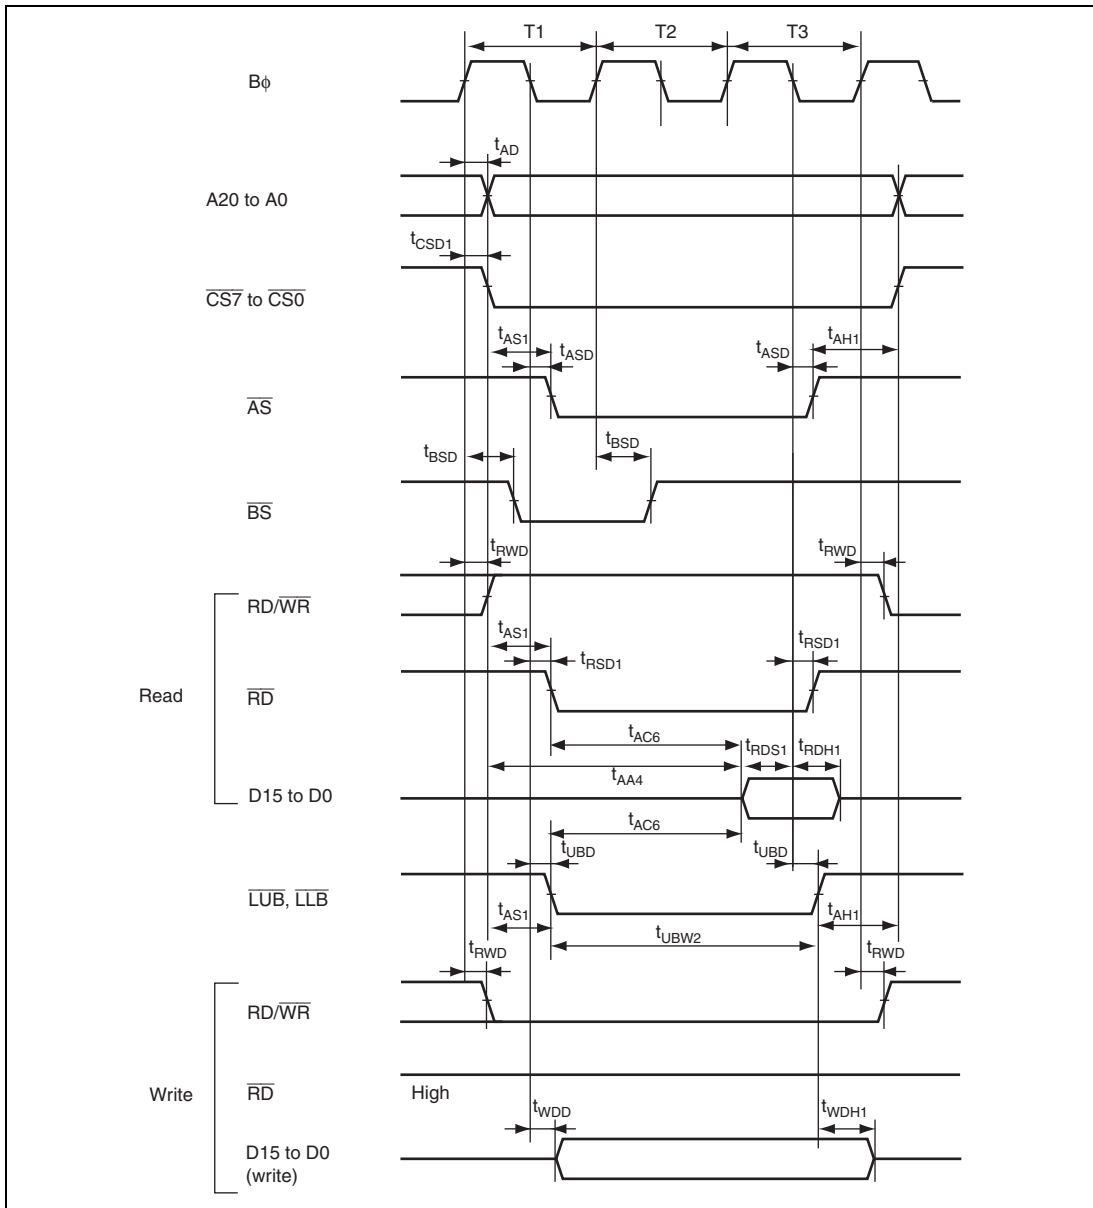 T1 T2 T3
Bϕ
tAD
A20 to A0
tCSD1
CS7 to CS0
tAS1 tASD tASD tAH1
AS
tBSD tBSD
BS
tRWD tRWD
RD/WR
tAS1 tRSD1 tRSD1
Read
RD
tAC6 tRDS1 tRDH1
tAA4
D15 to D0
tAC6
tUBD tUBD
LUB, LLB
tAS1 tAH1
tUBW2
tRWD tRWD
RD/WR
Write
RD
High
tWDD tWDH1
D15 to D0
(write)